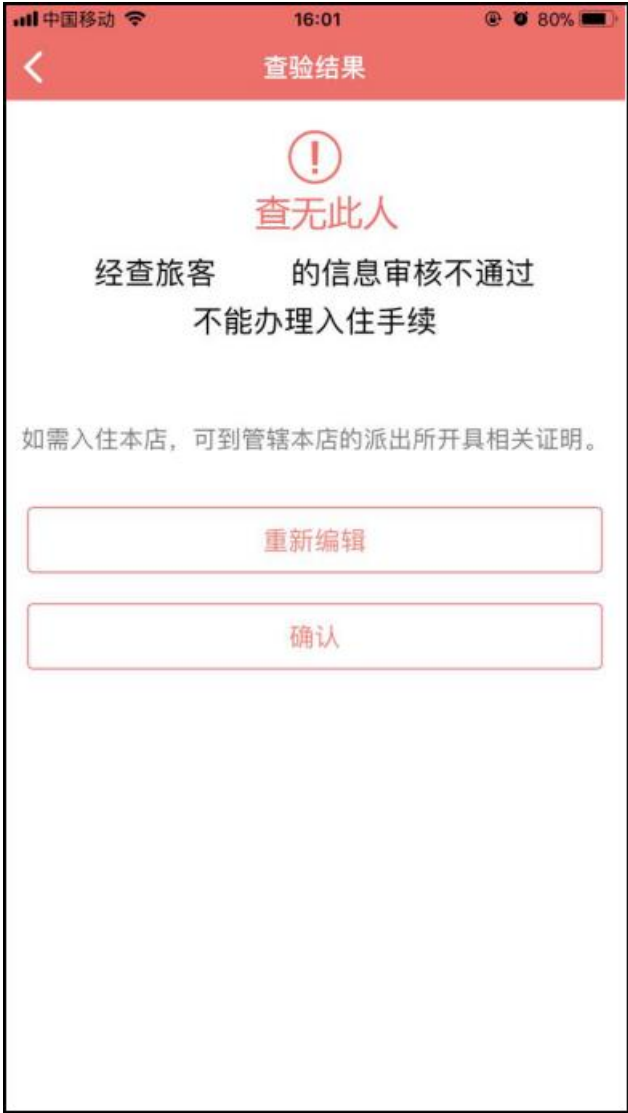 中国移动 16:01 80%
查验结果
查无此人
经查旅客 的信息审核不通过
不能办理入住手续
如需入住本店，可到管辖本店的派出所开具相关证明。
重新编辑
确认